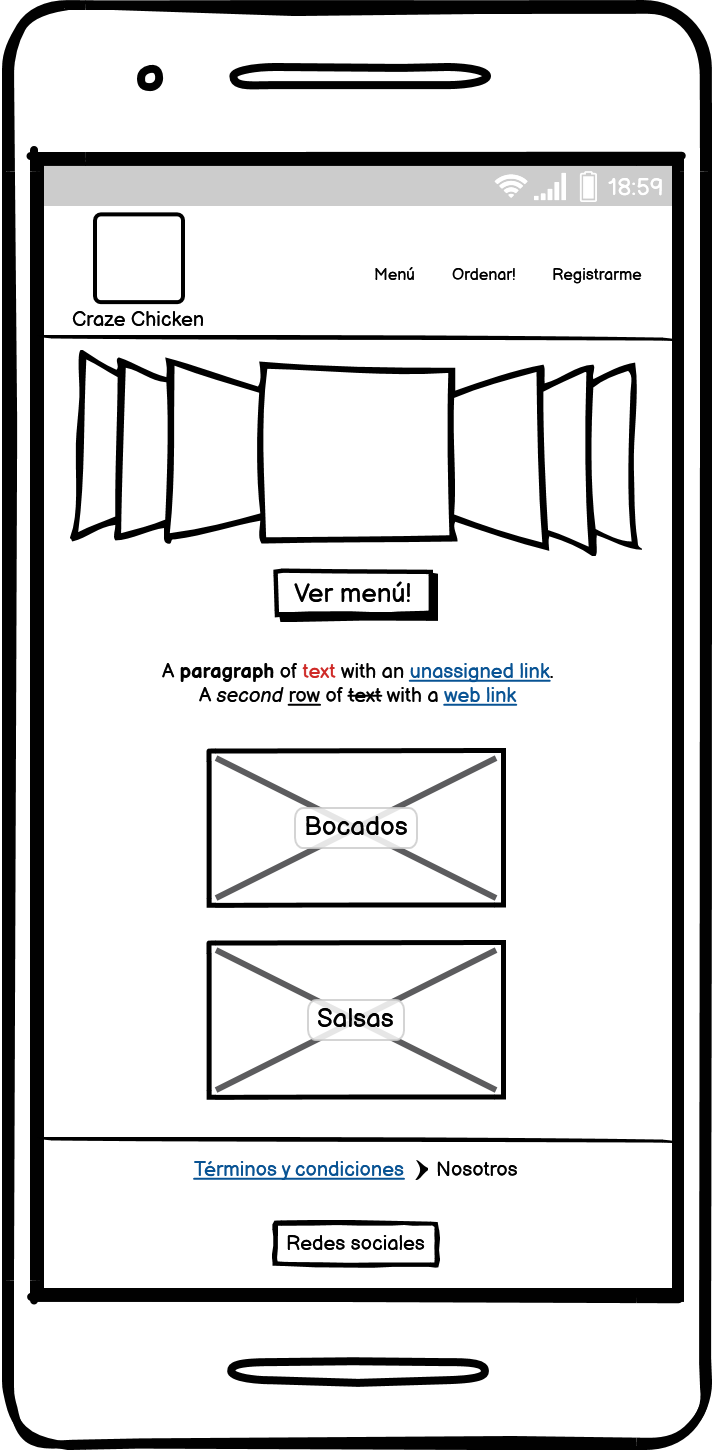 18:59
Menú Ordenar! Registrarme
Craze Chicken
Ver menú!
A paragraph of text with an unassigned link.
A second row of text with a web link
Bocados
Salsas
Términos y condiciones Nosotros
Redes sociales